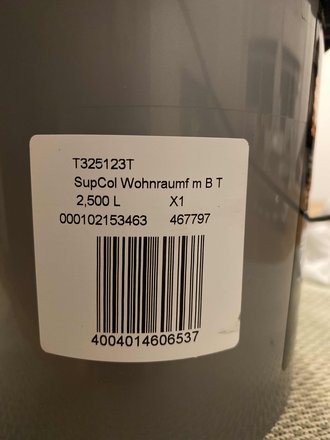 T325123T
SupCol Wohnraumf m B T
2,500 L X1
000102153463 467797
4004014606537